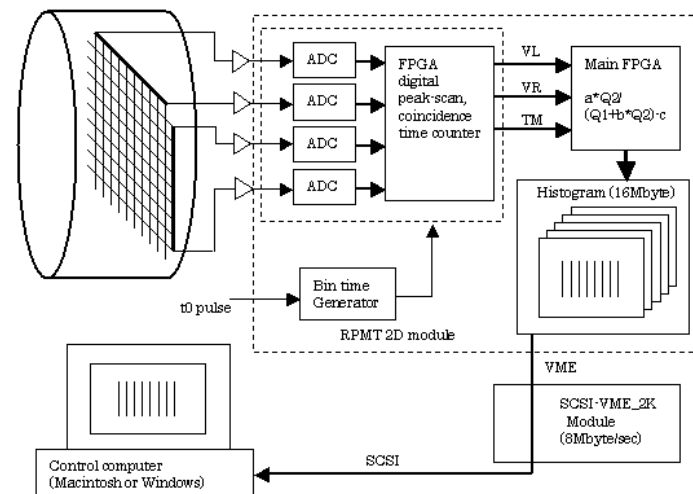 ADC
ADC
ADC
ADC
FPGA
digital
peak-scan,
coincidence
time counter
VL
VR
TM
Main FPGA
a*Q2/
(Q1+b*Q2)-c
Histogram (16Mbyte)
t0 pulse
Bin time
Generator
RPMT 2D module
VME
SCSI-VME_2K
Module
(8Mbyte/sec)
SCSI
Control computer
(Macintosh or Windows)